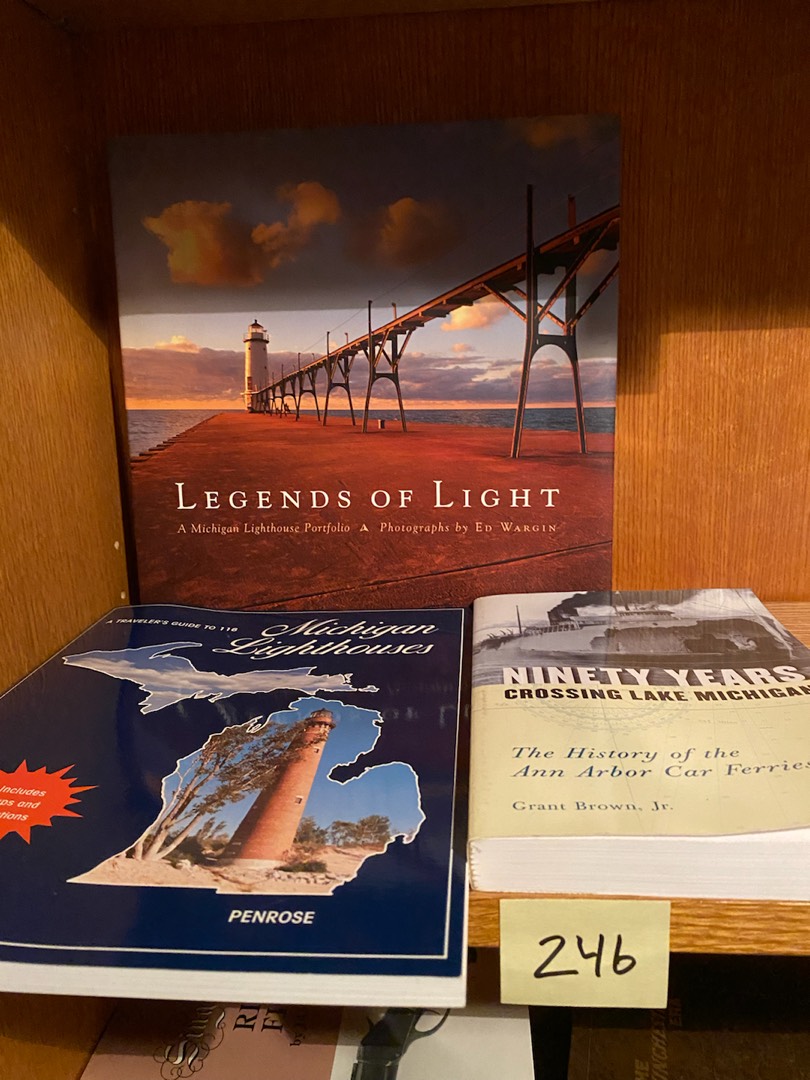 LEGENDS OF LIGHT
A Michigan Lighthouse Portfolio ▲ Photographs by ED WARGIN
A TRAVELER'S GUIDE TO 116
Michigan
Lighthouses
PENROSE
NINETY YEARS
CROSSING LAKE MICHIGAN
The History of the
Ann Arbor Car Ferries
Grant Brown, Jr.
246